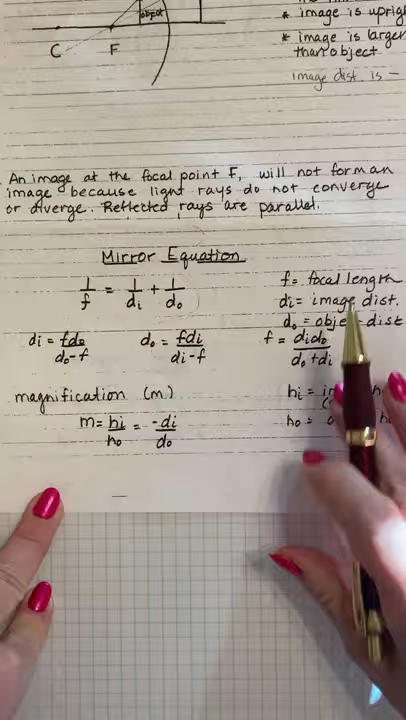 object
C F
* image is
* image is larger
than object
image dist. is -
An image at the focal point F, will not form an
image because light rays do not converge
or diverge. Reflected rays are parallel.
Mirror Equation
1/f = 1/di + 1/do
f = focal length
di = image dist.
do = object dist
di = fdo/do-f
do = fdi/di-f
f = dido/do+di
magnification (m)
m = hi/ho = -di/do
hi =
ho =